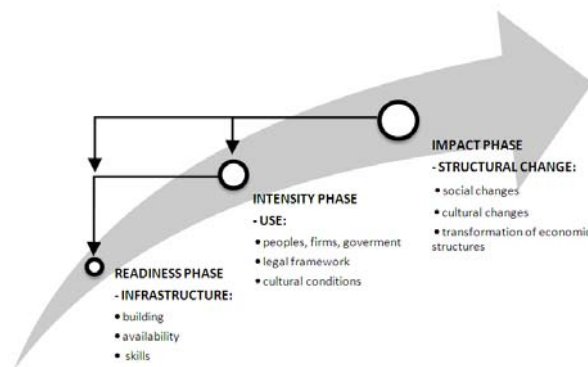 IMPACT PHASE
- STRUCTURAL CHANGE:
• social changes
• cultural changes
• transformation of economic
structures
INTENSITY PHASE
- USE:
• peoples, firms, goverment
• legal framework
• cultural conditions
READINESS PHASE
- INFRASTRUCTURE:
• building
• availability
• skills